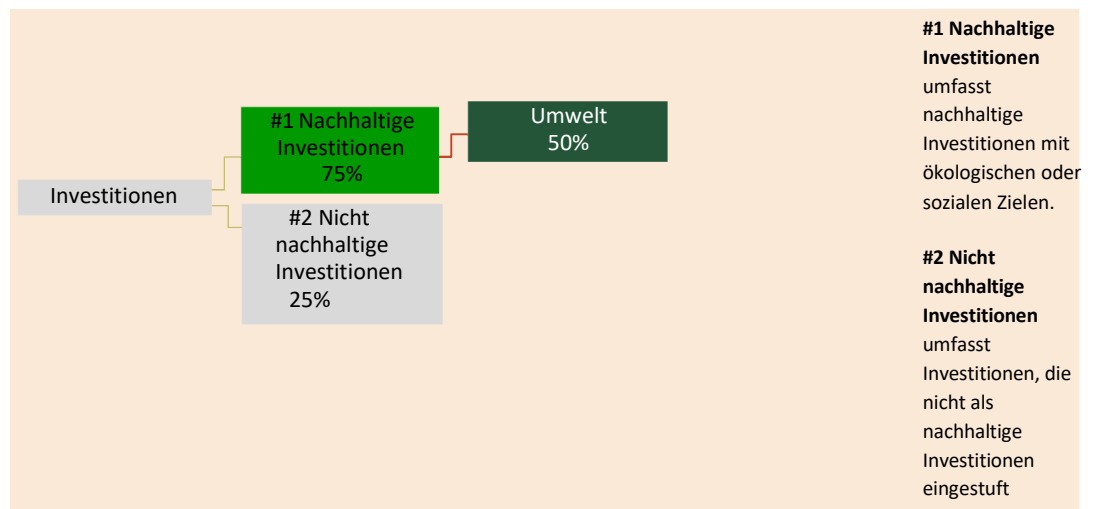 Investitionen
#1 Nachhaltige
Investitionen
75%
Umwelt
50%
#2 Nicht
nachhaltige
Investitionen
25%
#1 Nachhaltige
Investitionen
umfasst
nachhaltige
Investitionen mit
ökologischen oder
sozialen Zielen.
#2 Nicht
nachhaltige
Investitionen
umfasst
Investitionen, die
nicht als
nachhaltige
Investitionen
eingestuft